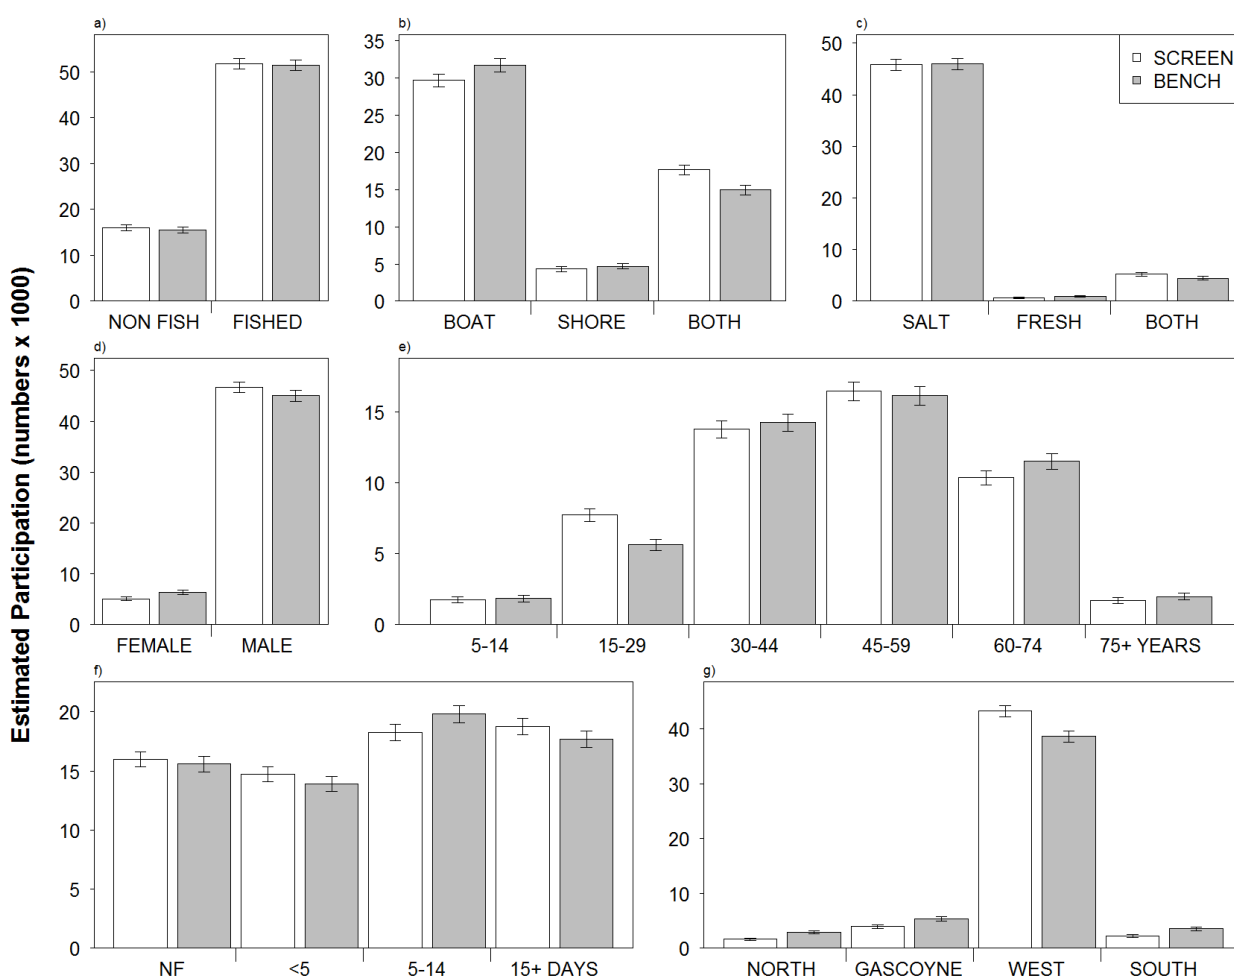 a)
50
40
30
20
10
0
NON FISH FISHED
b)
35
30
25
20
15
10
5
0
BOAT SHORE BOTH
c)
50
40
30
20
10
0
SALT FRESH BOTH
SCREEN
BENCH
Estimated Participation (numbers x 1000)
d)
50
40
30
20
10
0
FEMALE MALE
e)
15
10
5
0
5-14 15-29 30-44 45-59 60-74 75+ YEARS
f)
20
15
10
5
0
NF <5 5-14 15+ DAYS
g)
40
30
20
10
0
NORTH GASCOYNE WEST SOUTH